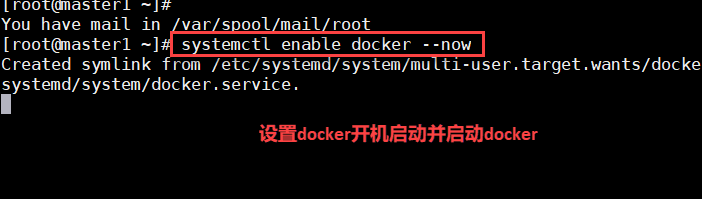 [root@master1 ~]#
You have mail in /var/spool/mail/root
[root@master1 ~]# systemctl enable docker --now
Created symlink from /etc/systemd/system/multi-user.target.wants/docke
systemd/system/docker.service.
设置docker开机启动并启动docker